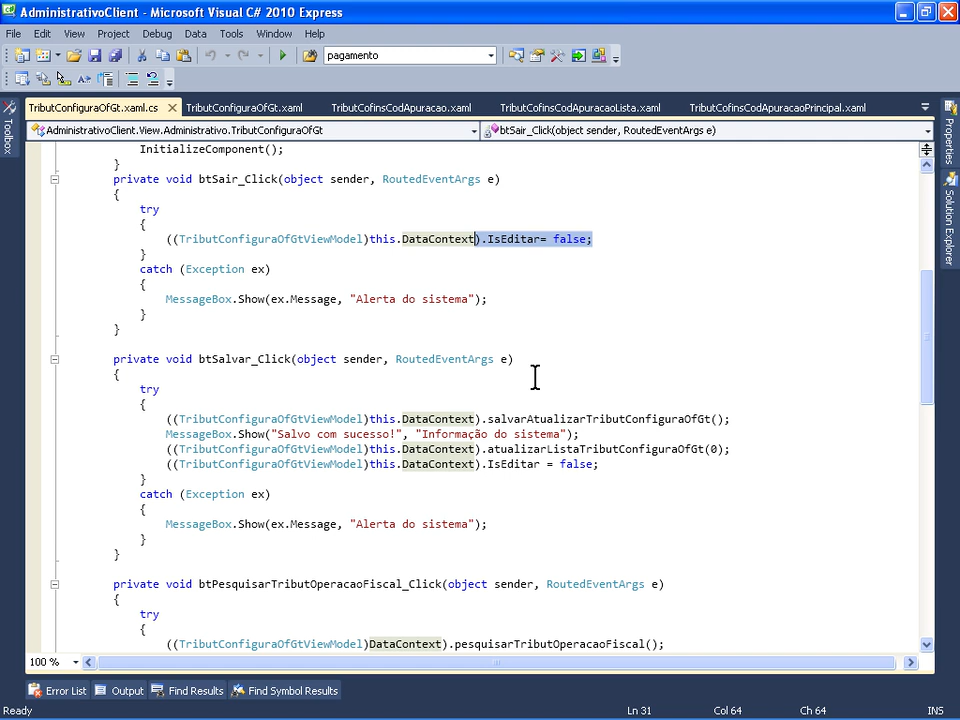 AdministrativoClient - Microsoft Visual C# 2010 Express
File Edit View Project Debug Data Tools Window Help
pagamento
TributConfiguraOfGt.xaml.cs TributConfiguraOfGt.xaml TributCofinsCodApuracao.xaml TributCofinsCodApuracaoLista.xaml TributCofinsCodApuracaoPrincipal.xaml
AdministrativoClient.View.Administrativo.TributConfiguraOfGt btSair_Click(object sender, RoutedEventArgs e)
Toolbox
Properties
Solution Explorer
InitializeComponent();
}
private void btSair_Click(object sender, RoutedEventArgs e)
{
try
{
((TributConfiguraOfGtViewModel)this.DataContext).IsEditar= false;
}
catch (Exception ex)
{
MessageBox.Show(ex.Message, "Alerta do sistema");
}
}
private void btSalvar_Click(object sender, RoutedEventArgs e)
{
try
{
((TributConfiguraOfGtViewModel)this.DataContext).salvarAtualizarTributConfiguraOfGt();
MessageBox.Show("Salvo com sucesso!", "Informação do sistema");
((TributConfiguraOfGtViewModel)this.DataContext).atualizarListaTributConfiguraOfGt(0);
((TributConfiguraOfGtViewModel)this.DataContext).IsEditar = false;
}
catch (Exception ex)
{
MessageBox.Show(ex.Message, "Alerta do sistema");
}
}
private void btPesquisarTributOperacaoFiscal_Click(object sender, RoutedEventArgs e)
{
try
{
((TributConfiguraOfGtViewModel)DataContext).pesquisarTributOperacaoFiscal();
100 %
Error List Output Find Results Find Symbol Results
Ready Ln 31 Col 64 Ch 64 INS